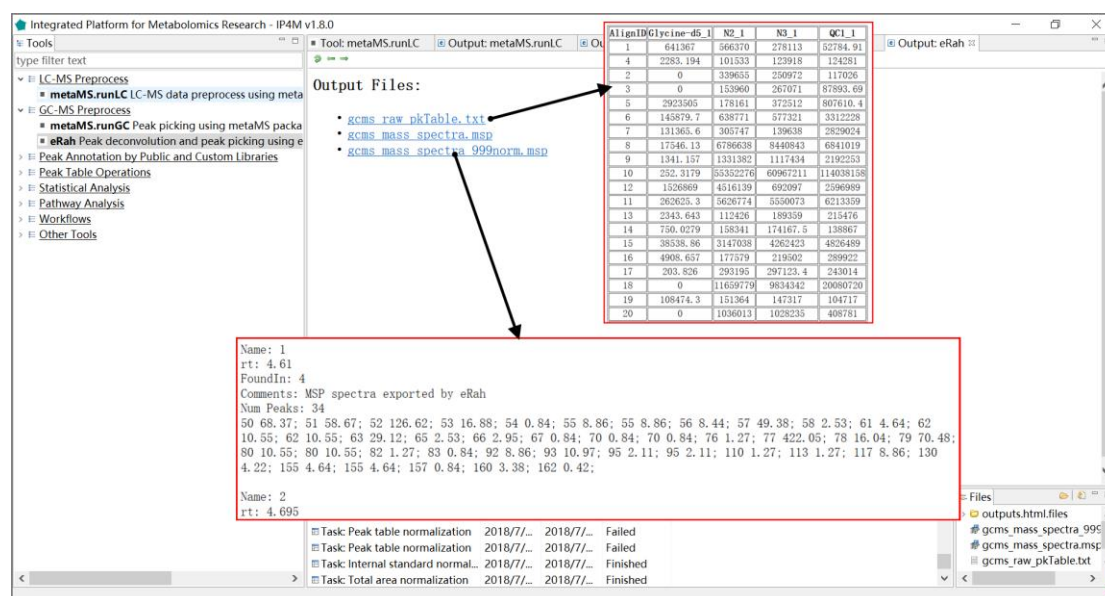 Integrated Platform for Metabolomics Research - IP4M v1.8.0
Tools
Tool: metaMS.runLC
Output: metaMS.runLC
Output: eRah
type filter text
LC-MS Preprocess
metaMS.runLC LC-MS data preprocess using meta
GC-MS Preprocess
metaMS.runGC Peak picking using metaMS packa
eRah Peak deconvolution and peak picking using e
Peak Annotation by Public and Custom Libraries
Peak Table Operations
Statistical Analysis
Pathway Analysis
Workflows
Other Tools
Output Files:
gcms_raw_pkTable.txt
gcms_mass_spectra.msp
gcms_mass_spectra_999norm.msp
AlignID Glycine-d5_1 N2_1 N3_1 QC1_1
1 641367 566370 278113 52784.91
4 2283.194 101533 123918 124281
2 0 339655 250972 117026
3 0 153960 267071 87893.69
5 2923505 178161 372512 807610.4
6 145879.7 638771 577321 3312228
7 131365.6 305747 139638 2829024
8 17546.13 6786638 8440843 6841019
9 1341.157 1331382 1117434 2192253
10 252.3179 55352276 60967211 114038158
12 1526869 4516139 692097 2596989
11 262625.3 5626774 5550073 6213359
13 2343.643 112426 189359 215476
14 750.0279 158341 174167.5 138867
15 38538.86 3147038 4262423 4826489
16 4908.657 177579 219502 289922
17 203.826 293195 297123.4 243014
18 0 11659779 9834342 20080720
19 108474.3 151364 147317 104717
20 0 1036013 1028235 408781
Name: 1
rt: 4.61
FoundIn: 4
Comments: MSP spectra exported by eRah
Num Peaks: 34
50 68.37; 51 58.67; 52 126.62; 53 16.88; 54 0.84; 55 8.86; 55 8.86; 56 8.44; 57 49.38; 58 2.53; 61 4.64; 62
10.55; 62 10.55; 63 29.12; 65 2.53; 66 2.95; 67 0.84; 70 0.84; 70 0.84; 76 1.27; 77 422.05; 78 16.04; 79 70.48;
80 10.55; 80 10.55; 82 1.27; 83 0.84; 92 8.86; 93 10.97; 95 2.11; 95 2.11; 110 1.27; 113 1.27; 117 8.86; 130
4.22; 155 4.64; 155 4.64; 157 0.84; 160 3.38; 162 0.42;
Name: 2
rt: 4.695
Task: Peak table normalization 2018/7/... 2018/7/... Failed
Task: Peak table normalization 2018/7/... 2018/7/... Failed
Task: Internal standard normal... 2018/7/... 2018/7/... Finished
Task: Total area normalization 2018/7/... 2018/7/... Finished
Files
outputs.html.files
gcms_mass_spectra_999
gcms_mass_spectra.msp
gcms_raw_pkTable.txt